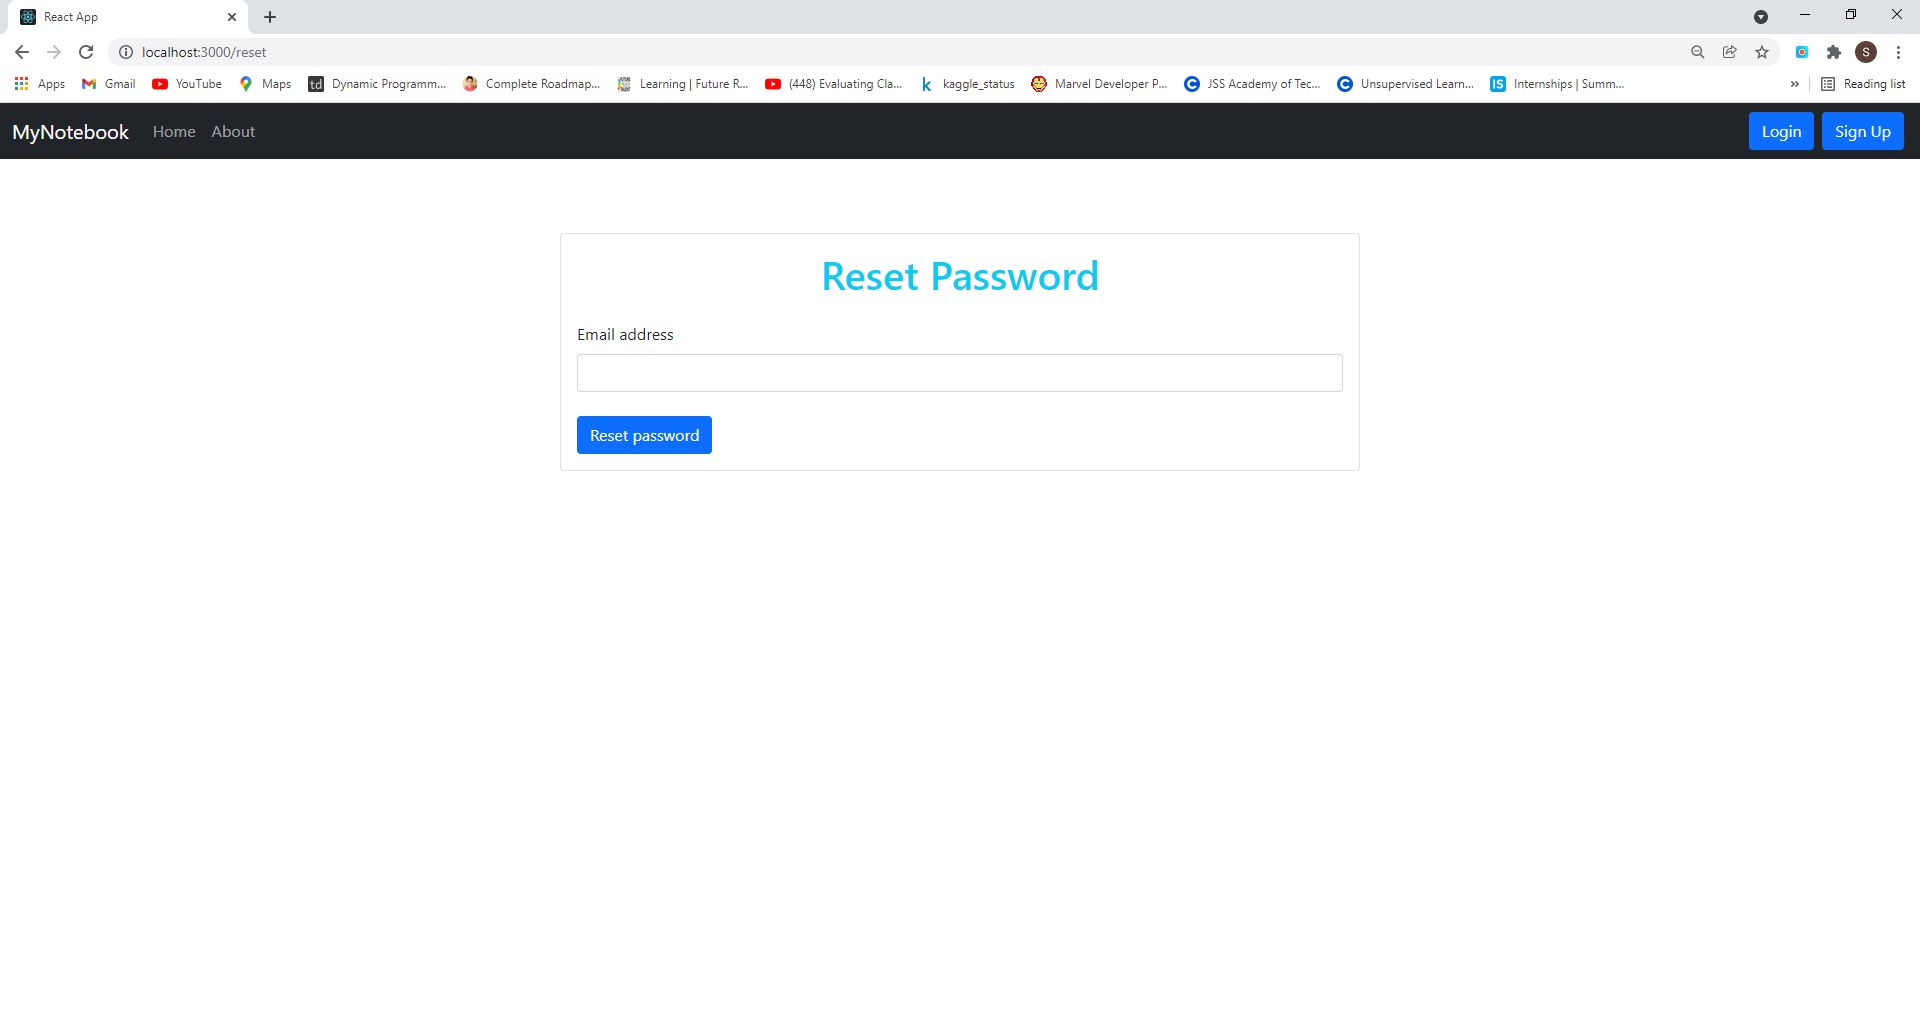 React App
localhost:3000/reset
S
Apps Gmail YouTube Maps td Dynamic Programm... Complete Roadmap... Learning | Future R... (448) Evaluating Cla... k kaggle_status Marvel Developer P... C JSS Academy of Tec... C Unsupervised Learn... IS Internships | Summ... » Reading list
MyNotebook Home About Login Sign Up
Reset Password
Email address
Reset password